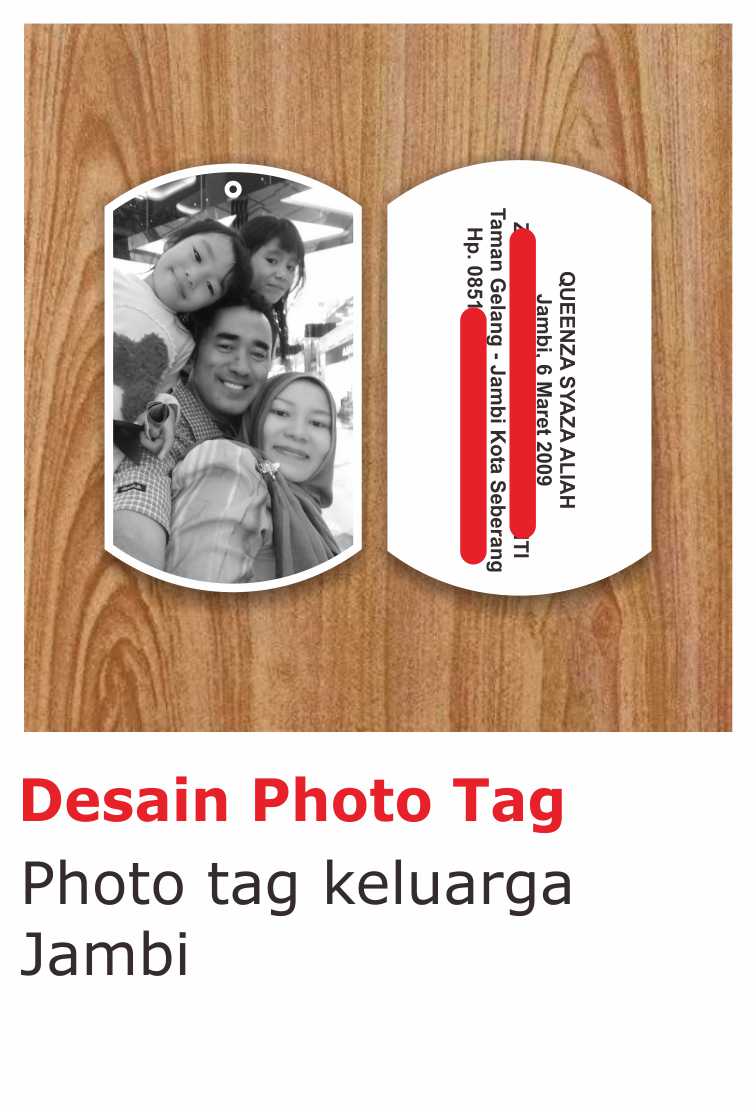 QUEENZA SYAZA ALIAH
Jambi, 6 Maret 2009
Taman Gelang - Jambi Kota Seberang
Hp. 0851
Desain Photo Tag
Photo tag keluarga
Jambi